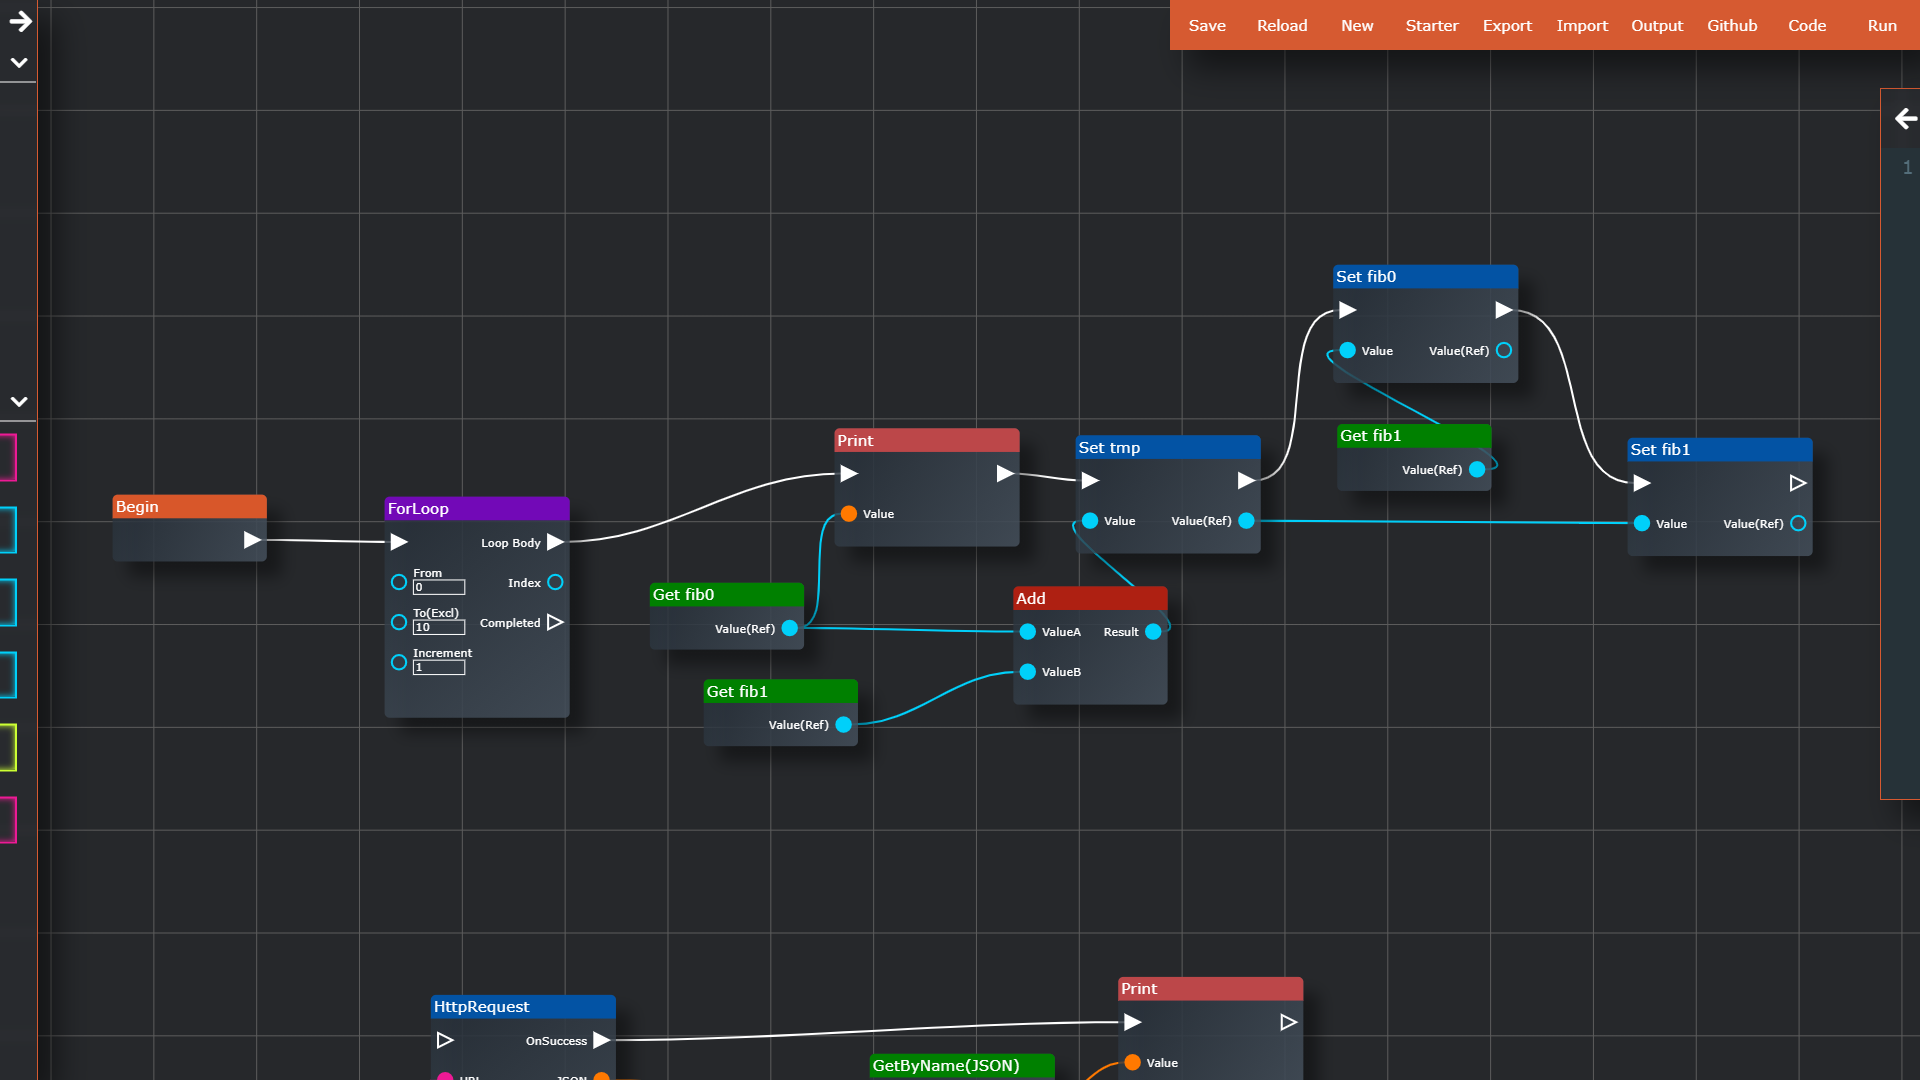 Save Reload New Starter Export Import Output Github Code Run
1
Set fib0
Value Value(Ref)
Get fib1
Value(Ref)
Print
Value
Set tmp
Value Value(Ref)
Set fib1
Value Value(Ref)
Begin
ForLoop
Loop Body
From
0
Index
To(Excl)
10
Completed
Increment
1
Get fib0
Value(Ref)
Add
ValueA Result
ValueB
Get fib1
Value(Ref)
HttpRequest
OnSuccess
URL JSON
Print
Value
GetByName(JSON)